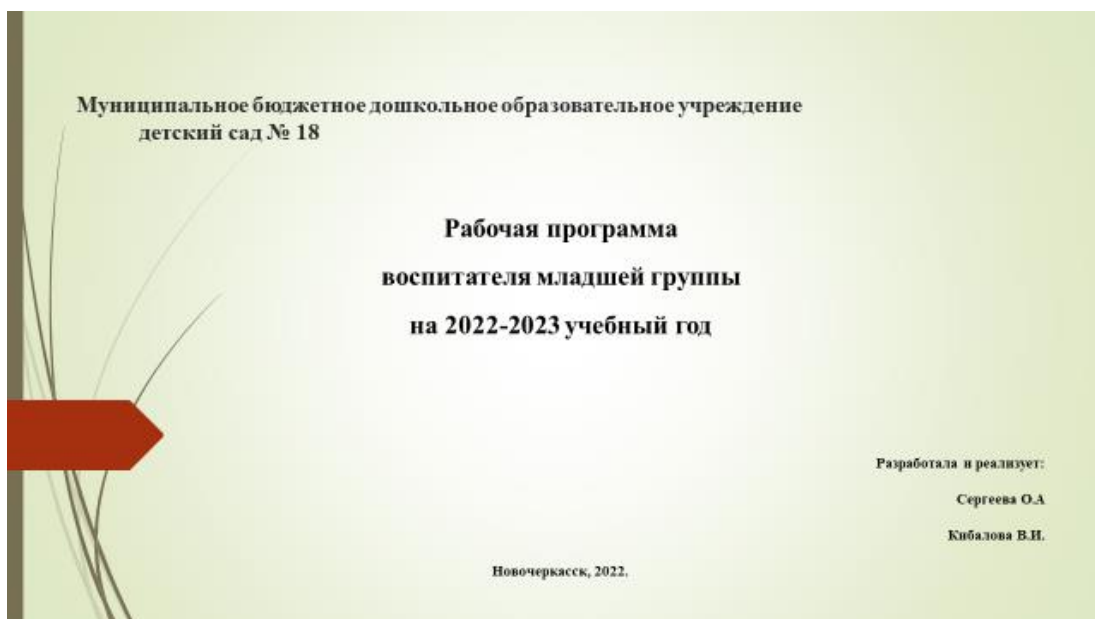 Муниципальное бюджетное дошкольное образовательное учреждение
детский сад № 18
Рабочая программа
воспитателя младшей группы
на 2022-2023 учебный год
Разработала и реализует:
Сергеева О.А
Кибалова В.И.
Новочеркасск, 2022.